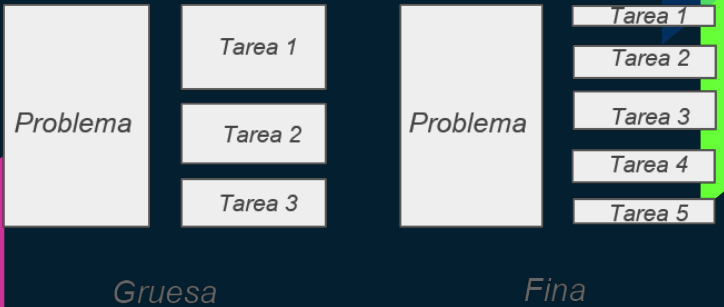 Problema
Tarea 1
Tarea 2
Tarea 3
Gruesa
Problema
Tarea 1
Tarea 2
Tarea 3
Tarea 4
Tarea 5
Fina